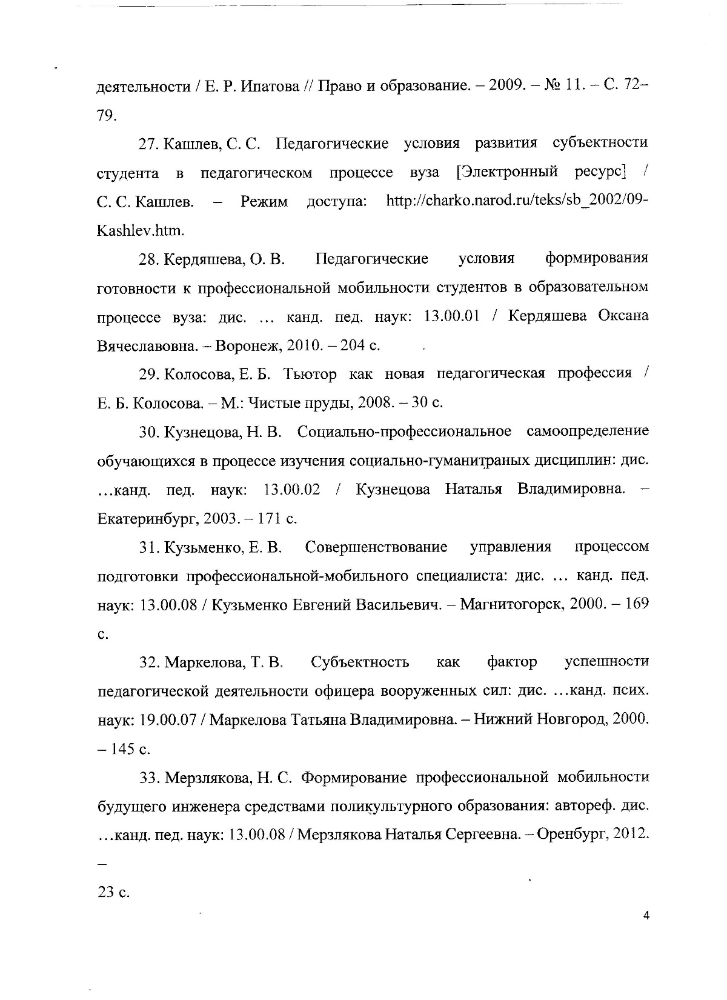 деятельности / Е. Р. Ипатова // Право и образование. – 2009. – № 11. – С. 72–
79.
27. Кашлев, С. С. Педагогические условия развития субъектности
студента в педагогическом процессе вуза [Электронный ресурс] /
С. С. Кашлев. – Режим доступа: http://charko.narod.ru/teks/sb_2002/09-
Kashlev.htm.
28. Кердяшева, О. В. Педагогические условия формирования
готовности к профессиональной мобильности студентов в образовательном
процессе вуза: дис. ... канд. пед. наук: 13.00.01 / Кердяшева Оксана
Вячеславовна. – Воронеж, 2010. – 204 с.
29. Колосова, Е. Б. Тьютор как новая педагогическая профессия /
Е. Б. Колосова. – М.: Чистые пруды, 2008. – 30 с.
30. Кузнецова, Н. В. Социально-профессиональное самоопределение
обучающихся в процессе изучения социально-гуманитраных дисциплин: дис.
...канд. пед. наук: 13.00.02 / Кузнецова Наталья Владимировна. –
Екатеринбург, 2003. – 171 с.
31. Кузьменко, Е. В. Совершенствование управления процессом
подготовки профессиональной-мобильного специалиста: дис. ... канд. пед.
наук: 13.00.08 / Кузьменко Евгений Васильевич. – Магнитогорск, 2000. – 169
с.
32. Маркелова, Т. В. Субъектность как фактор успешности
педагогической деятельности офицера вооруженных сил: дис. ...канд. псих.
наук: 19.00.07 / Маркелова Татьяна Владимировна. – Нижний Новгород, 2000.
– 145 с.
33. Мерзлякова, Н. С. Формирование профессиональной мобильности
будущего инженера средствами поликультурного образования: автореф. дис.
...канд. пед. наук: 13.00.08 / Мерзлякова Наталья Сергеевна. – Оренбург, 2012.
–
23 с.
4